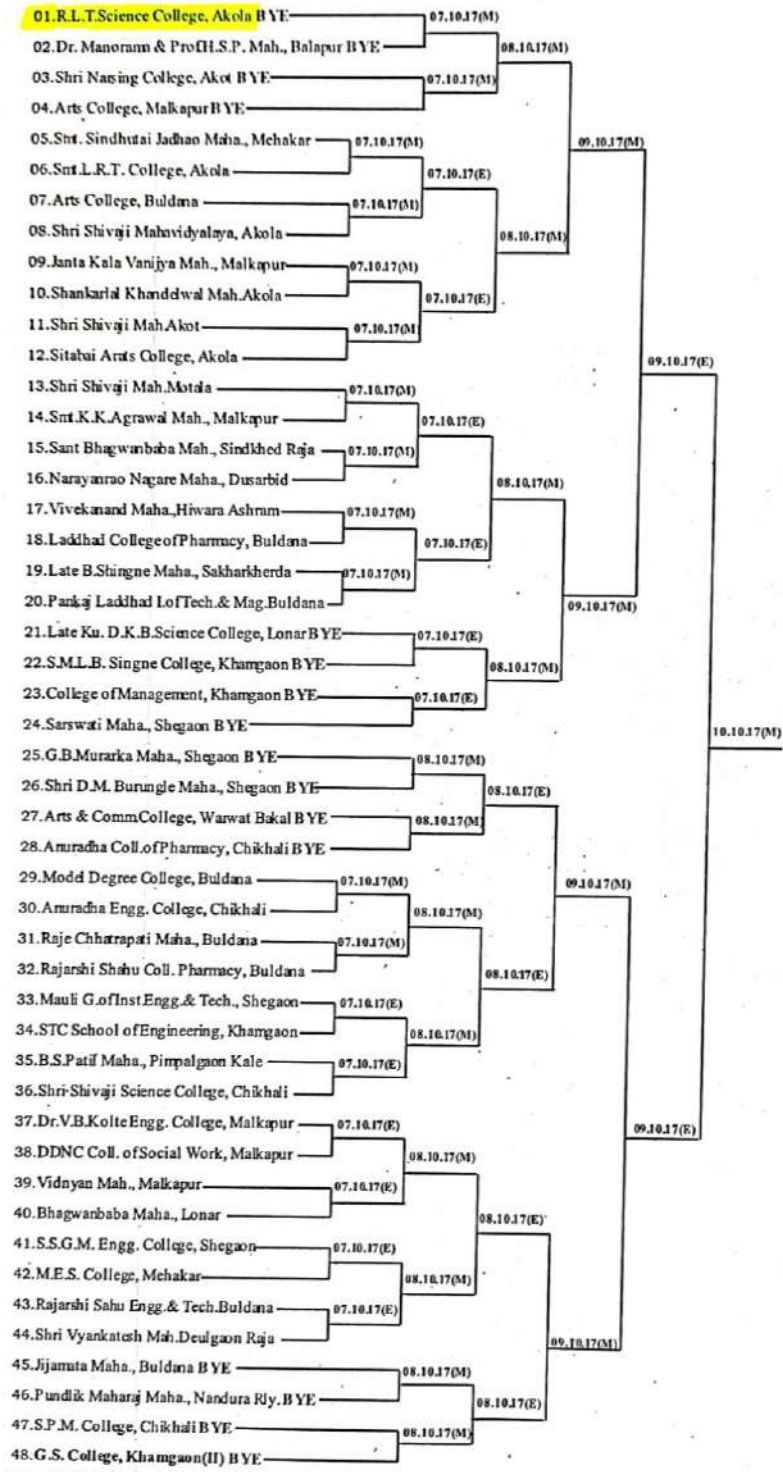 01.R.L.T.Science College, Akola BYE 07.10.17(M)
02.Dr. Manorann & Prof.H.S.P. Mah., Balapur BYE 08.10.17(M)
03.Shri Narsing College, Akot BYE 07.10.17(M)
04.Arts College, Malkapur BYE
05.Smt. Sindhutai Jadhao Maha., Mehakar 07.10.17(M) 09.10.17(M)
06.Smt.L.R.T. College, Akola 07.10.17(E)
07.Arts College, Buldana 07.10.17(M)
08.Shri Shivaji Mahavidyalaya, Akola 08.10.17(M)
09.Janta Kala Vanijya Mah., Malkapur 07.10.17(M)
10.Shankarlal Khandelwal Mah.Akola 07.10.17(E)
11.Shri Shivaji Mah.Akot 07.10.17(M)
12.Sitabai Arats College, Akola 09.10.17(E)
13.Shri Shivaji Mah.Motala 07.10.17(M)
14.Smt.K.K.Agrawal Mah., Malkapur 07.10.17(E)
15.Sant Bhagwanbaba Mah., Sindkhed Raja 07.10.17(M)
16.Narayanrao Nagare Maha., Dusarbid 08.10.17(M)
17.Vivekanand Maha.,Hiwara Ashram 07.10.17(M)
18.Laddhad College of Pharmacy, Buldana 07.10.17(E)
19.Late B.Shingne Maha., Sakharkherda 07.10.17(M)
20.Pankaj Laddhad I.of Tech.& Mag.Buldana 09.10.17(M)
21.Late Ku. D.K.B.Science College, Lonar BYE 07.10.17(E)
22.S.M.L.B. Singne College, Khamgaon BYE 08.10.17(M)
23.College of Management, Khamgaon BYE 07.10.17(E)
24.Sarswati Maha., Shegaon BYE 10.10.17(M)
25.G.B.Murarka Maha., Shegaon BYE 08.10.17(M)
26.Shri D.M. Burungle Maha., Shegaon BYE 08.10.17(E)
27.Arts & Comm.College, Warwat Bakal BYE 08.10.17(M)
28.Anuradha Coll.of Pharmacy, Chikhali BYE
29.Model Degree College, Buldana 07.10.17(M) 09.10.17(M)
30.Anuradha Engg. College, Chikhali 08.10.17(M)
31.Raje Chhatrapati Maha., Buldana 07.10.17(M)
32.Rajarshi Shahu Coll. Pharmacy, Buldana 08.10.17(E)
33.Mauli G.of Inst.Engg.& Tech., Shegaon 07.10.17(E)
34.STC School of Engineering, Khamgaon 08.10.17(M)
35.B.S.Patil Maha., Pimpalgaon Kale 07.10.17(E)
36.Shri Shivaji Science College, Chikhali
37.Dr.V.B.Kolte Engg. College, Malkapur 07.10.17(E) 09.10.17(E)
38.DDNC Coll. of Social Work, Malkapur 08.10.17(M)
39.Vidnyan Mah., Malkapur 07.10.17(E)
40.Bhagwanbaba Maha., Lonar 08.10.17(E)
41.S.S.G.M. Engg. College, Shegaon 07.10.17(E)
42.M.E.S. College, Mehakar 08.10.17(M)
43.Rajarshi Sahu Engg.& Tech.Buldana 07.10.17(E)
44.Shri Vyankatesh Mah.Deulgaon Raja 09.10.17(M)
45.Jijamata Maha., Buldana BYE 08.10.17(M)
46.Pundlik Maharaj Maha., Nandura Rly.BYE 08.10.17(E)
47.S.P.M. College, Chikhali BYE 08.10.17(M)
48.G.S. College, Khamgaon(II) BYE